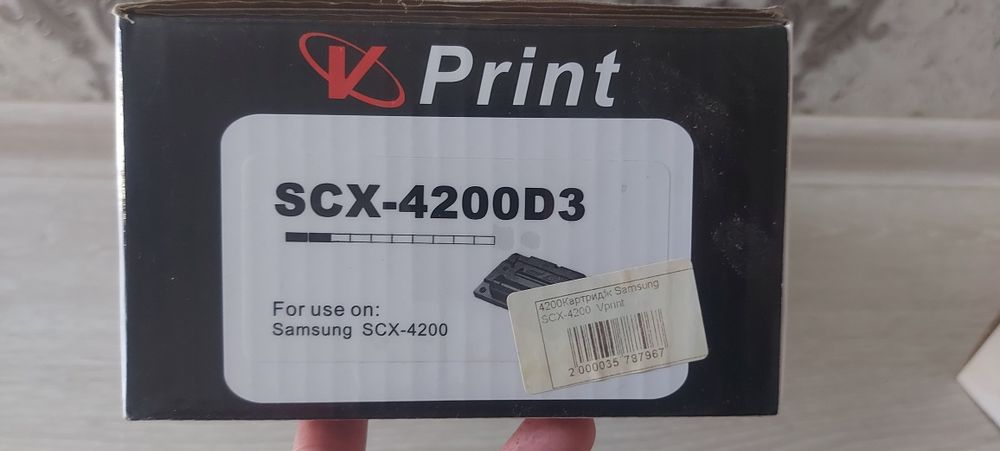 V Print
SCX-4200D3
For use on:
Samsung SCX-4200
4200Картридж Samsung
SCX-4200 Vprint
2 000035 787967